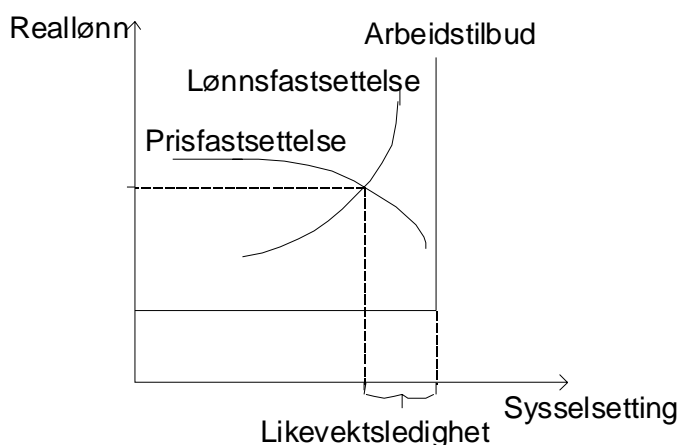 Reallønn
Arbeidstilbud
Lønnsfastsettelse
Prisfastsettelse
Sysselsetting
Likevektsledighet